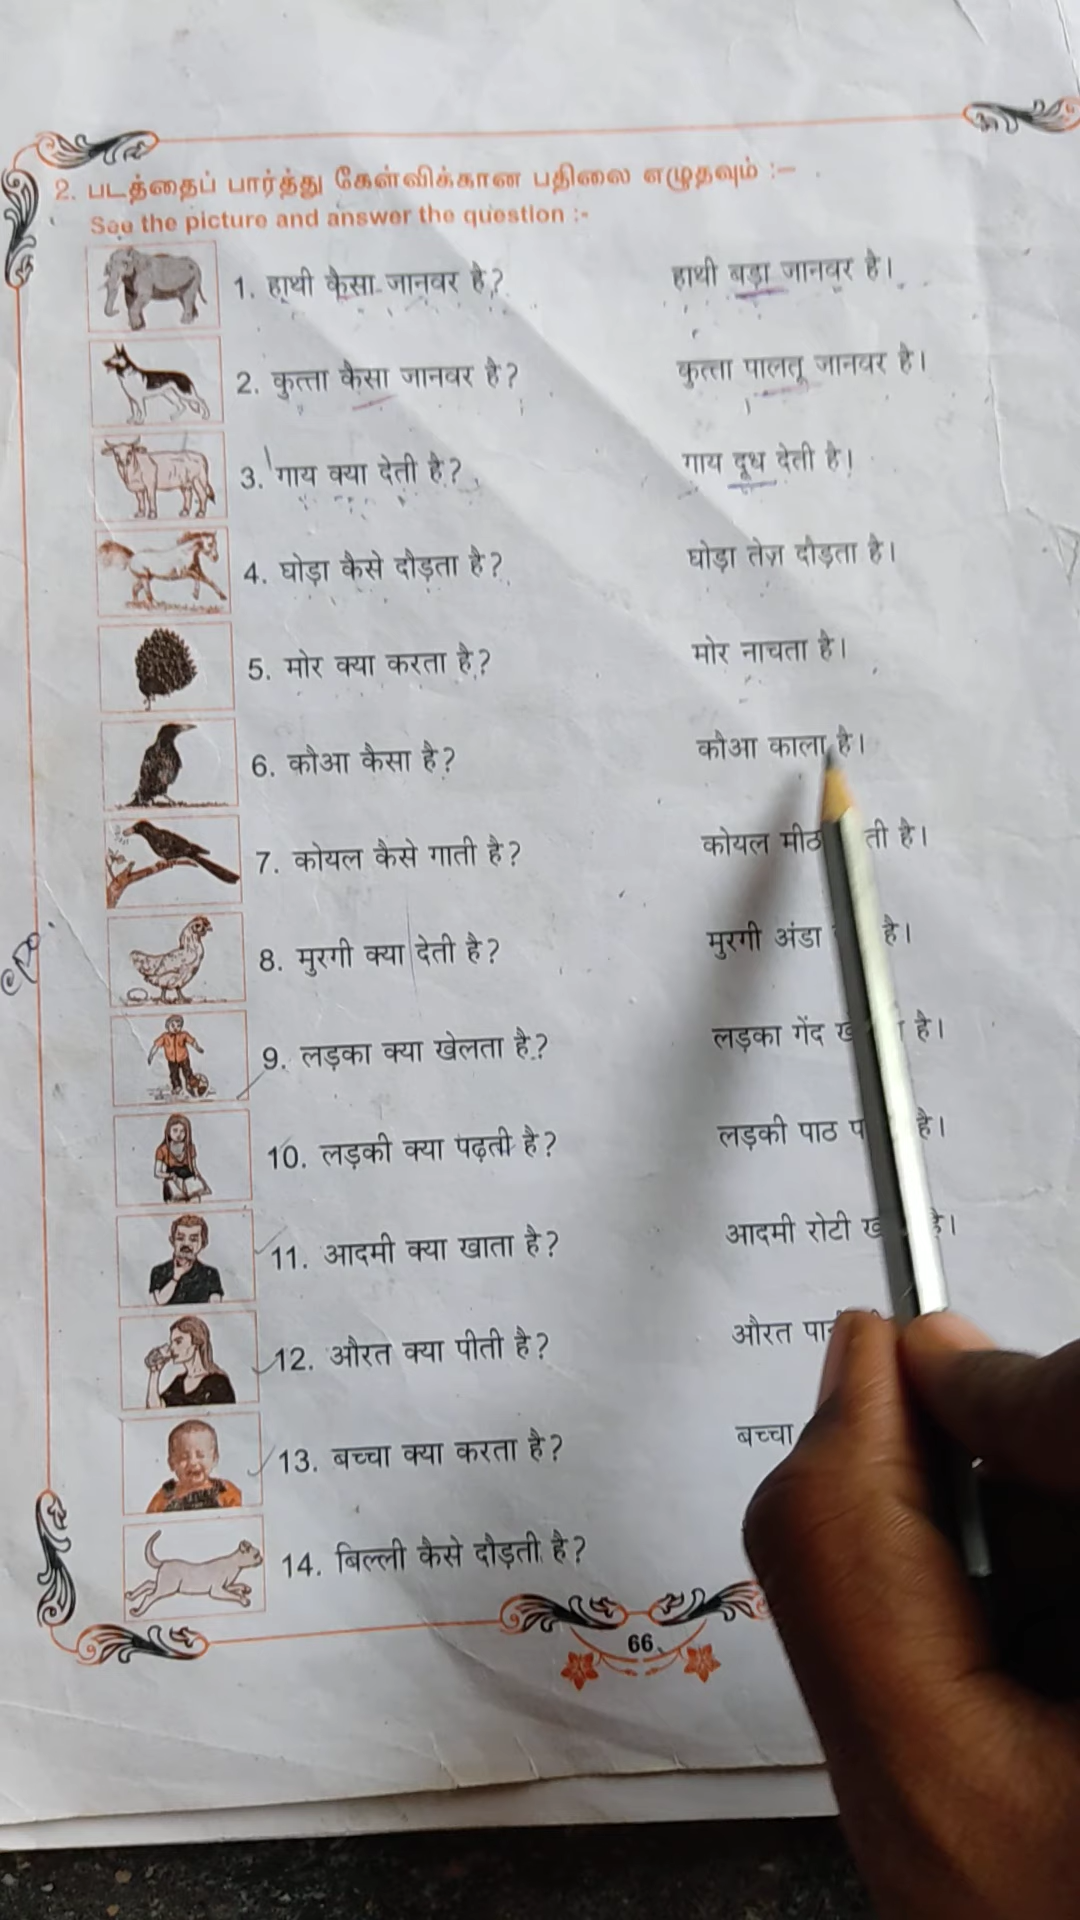 2. படத்தைப் பார்த்து கேள்விக்கான பதிலை எழுதவும் :–
See the picture and answer the question :-
1. हाथी कैसा जानवर है? हाथी बड़ा जानवर है।
2. कुत्ता कैसा जानवर है? कुत्ता पालतू जानवर है।
3. गाय क्या देती है? गाय दूध देती है।
4. घोड़ा कैसे दौड़ता है? घोड़ा तेज़ दौड़ता है।
5. मोर क्या करता है? मोर नाचता है।
6. कौआ कैसा है? कौआ काला है।
7. कोयल कैसे गाती है? कोयल है।
8. मुरगी क्या देती है? मुरगी अंडा है।
9. लड़का क्या खेलता है? लड़का गेंद है।
10. लड़की क्या पढ़ती है? लड़की पाठ है।
11. आदमी क्या खाता है? आदमी रोटी है।
12. औरत क्या पीती है? औरत
13. बच्चा क्या करता है? बच्चा
14. बिल्ली कैसे दौड़ती है?
66